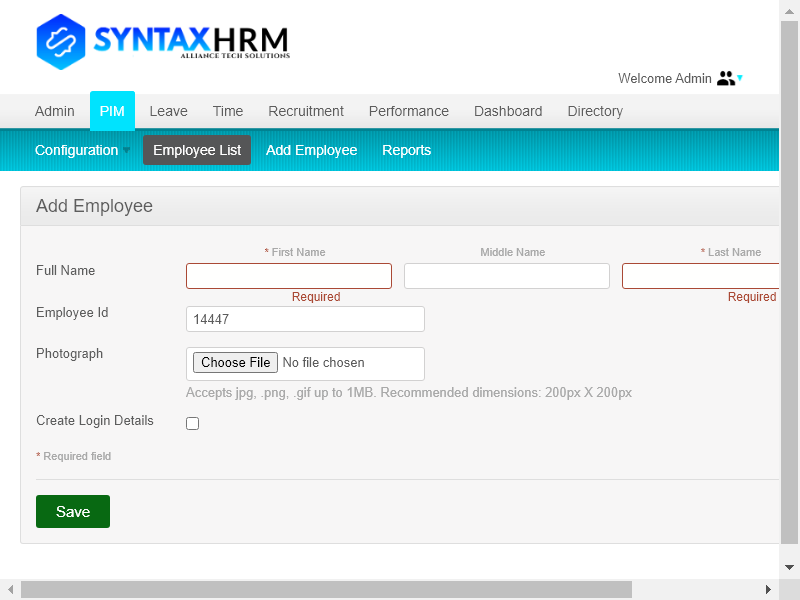 SYNTAXHRM
ALLIANCE TECH SOLUTIONS
Welcome Admin
Admin PIM Leave Time Recruitment Performance Dashboard Directory
Configuration Employee List Add Employee Reports
Add Employee
* First Name Middle Name * Last Name
Full Name
Required Required
Employee Id 14447
Photograph Choose File No file chosen
Accepts jpg, .png, .gif up to 1MB. Recommended dimensions: 200px X 200px
Create Login Details
* Required field
Save